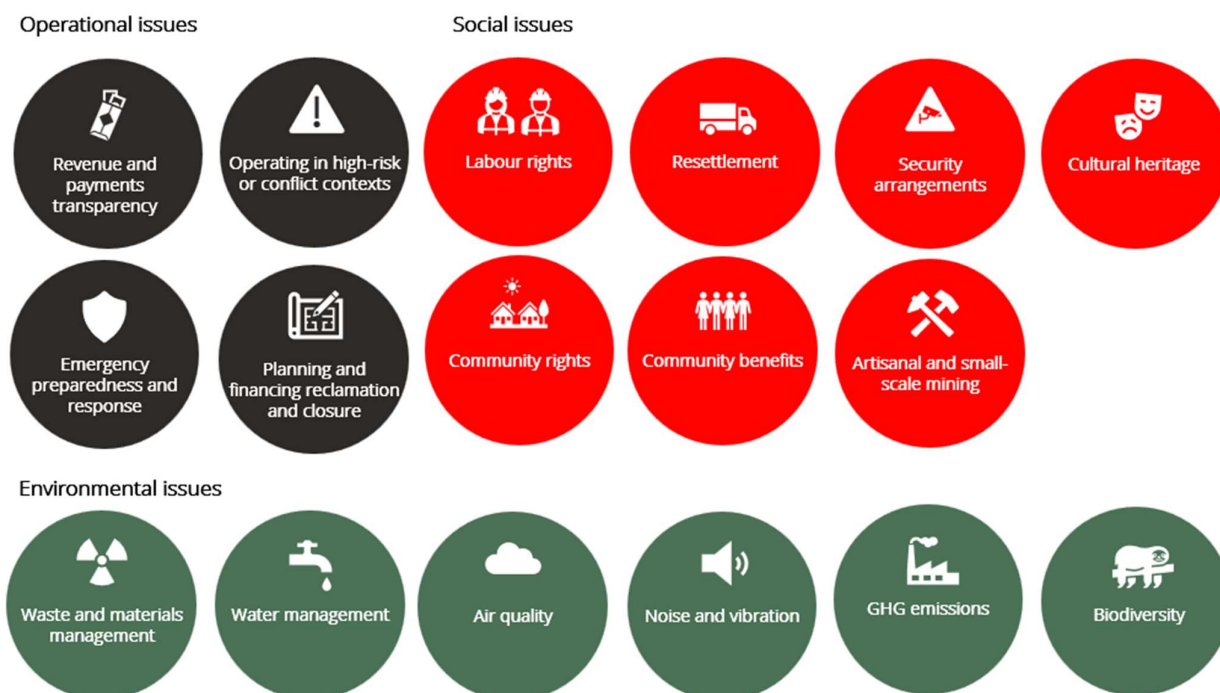 Operational issues
Revenue and
payments
transparency
Operating in high-risk
or conflict contexts
Emergency
preparedness and
response
Planning and
financing reclamation
and closure
Social issues
Labour rights
Resettlement
Security
arrangements
Cultural heritage
Community rights
Community benefits
Artisanal and small-
scale mining
Environmental issues
Waste and materials
management
Water management
Air quality
Noise and vibration
GHG emissions
Biodiversity